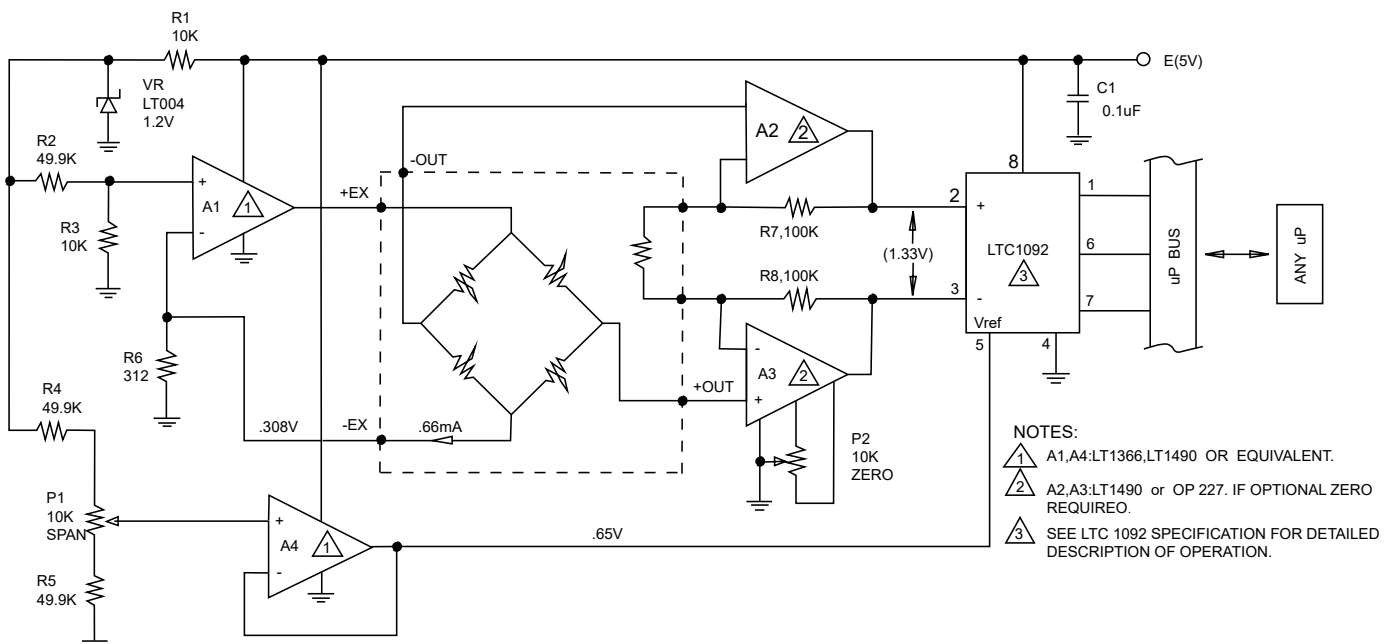 R1
10K
E(5V)
VR
LT004
1.2V
C1
0.1uF
R2
49.9K
A2
2
-OUT
8
+
A1
1
-
+EX
R3
10K
R7,100K
2
+
1
(1.33V)
LTC1092
3
6
uP BUS
ANY uP
R8,100K
3
-
7
Vref
5
4
R6
312
-
A3
2
+
+OUT
R4
49.9K
.308V
-EX
.66mA
P2
10K
ZERO
P1
10K
SPAN
+
A4
1
-
.65V
R5
49.9K
NOTES:
1 A1,A4:LT1366,LT1490 OR EQUIVALENT.
2 A2,A3:LT1490 or OP 227. IF OPTIONAL ZERO
REQUIREO.
3 SEE LTC 1092 SPECIFICATION FOR DETAILED
DESCRIPTION OF OPERATION.